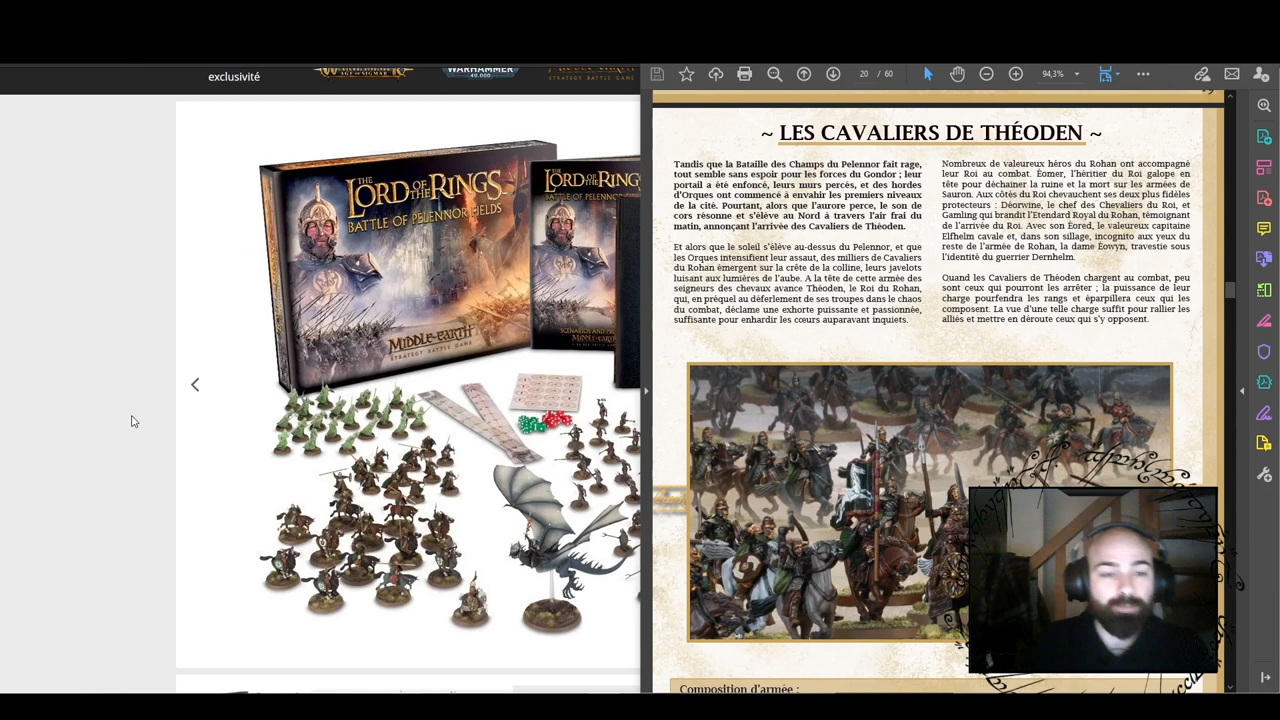 exclusivité
AGE OF SIGMAR
WARHAMMER
40,000
STRATEGY BATTLE GAME
20 / 60
94,3%
THE
LORD OF THE RINGS
BATTLE OF PELENNOR FIELDS
MIDDLE-EARTH
STRATEGY BATTLE GAME
THE
LORD OF THE RING
BATTLE OF PELENNO
~ LES CAVALIERS DE THÉODEN ~
Tandis que la Bataille des Champs du Pelennor fait rage,
tout semble sans espoir pour les forces du Gondor ; leur
portail a été enfoncé, leurs murs percés, et des hordes
d'Orques ont commencé à envahir les premiers niveaux
de la cité. Pourtant, alors que l'aurore perce, le son de
cors résonne et s'élève au Nord à travers l'air frai du
matin, annonçant l'arrivée des Cavaliers de Théoden.
Et alors que le soleil s'élève au-dessus du Pelennor, et que
les Orques intensifient leur assaut, des milliers de Cavaliers
du Rohan émergent sur la crête de la colline, leurs javelots
luisant aux lumières de l'aube. A la tête de cette armée des
seigneurs des chevaux avance Théoden, le Roi du Rohan,
qui, en préquel au déferlement de ses troupes dans le chaos
du combat, déclame une exhorte puissante et passionnée,
suffisante pour enhardir les cœurs auparavant inquiets.
Nombreux de valeureux héros du Rohan ont accompagné
leur Roi au combat. Éomer, l'héritier du Roi galope en
tête pour déchainer la ruine et la mort sur les armées de
Sauron. Aux côtés du Roi chevauchent ses deux plus fidèles
protecteurs : Déorwine, le chef des Chevaliers du Roi, et
Gamling qui brandit l'Etendard Royal du Rohan, témoignant
de l'arrivée du Roi. Avec son Éored, le valeureux capitaine
Elfhelm cavale et, dans son sillage, incognito aux yeux du
reste de l'armée de Rohan, la dame Éowyn, travestie sous
l'identité du guerrier Dernhelm.
Quand les Cavaliers de Théoden chargent au combat, peu
sont ceux qui pourront les arrêter ; la puissance de leur
charge pourfendra les rangs et éparpillera ceux qui les
composent. La vue d'une telle charge suffit pour rallier les
alliés et mettre en déroute ceux qui s'y opposent.
Composition d'armée :